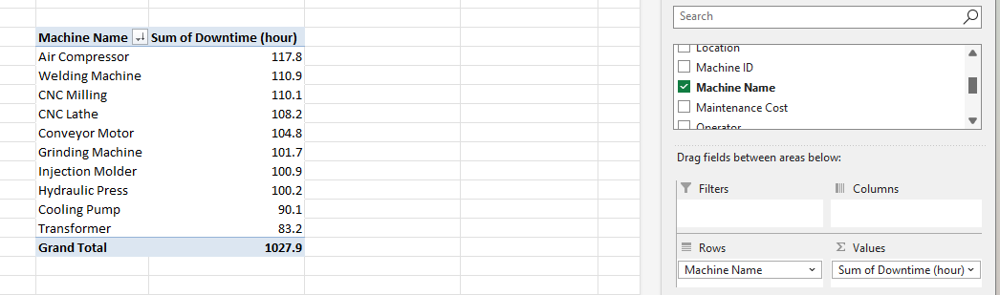 Machine Name Sum of Downtime (hour)
Air Compressor 117.8
Welding Machine 110.9
CNC Milling 110.1
CNC Lathe 108.2
Conveyor Motor 104.8
Grinding Machine 101.7
Injection Molder 100.9
Hydraulic Press 100.2
Cooling Pump 90.1
Transformer 83.2
Grand Total 1027.9
Search
Location
Machine ID
Machine Name
Maintenance Cost
Operator
Drag fields between areas below:
Filters
Columns
Rows
Σ Values
Machine Name
Sum of Downtime (hour)